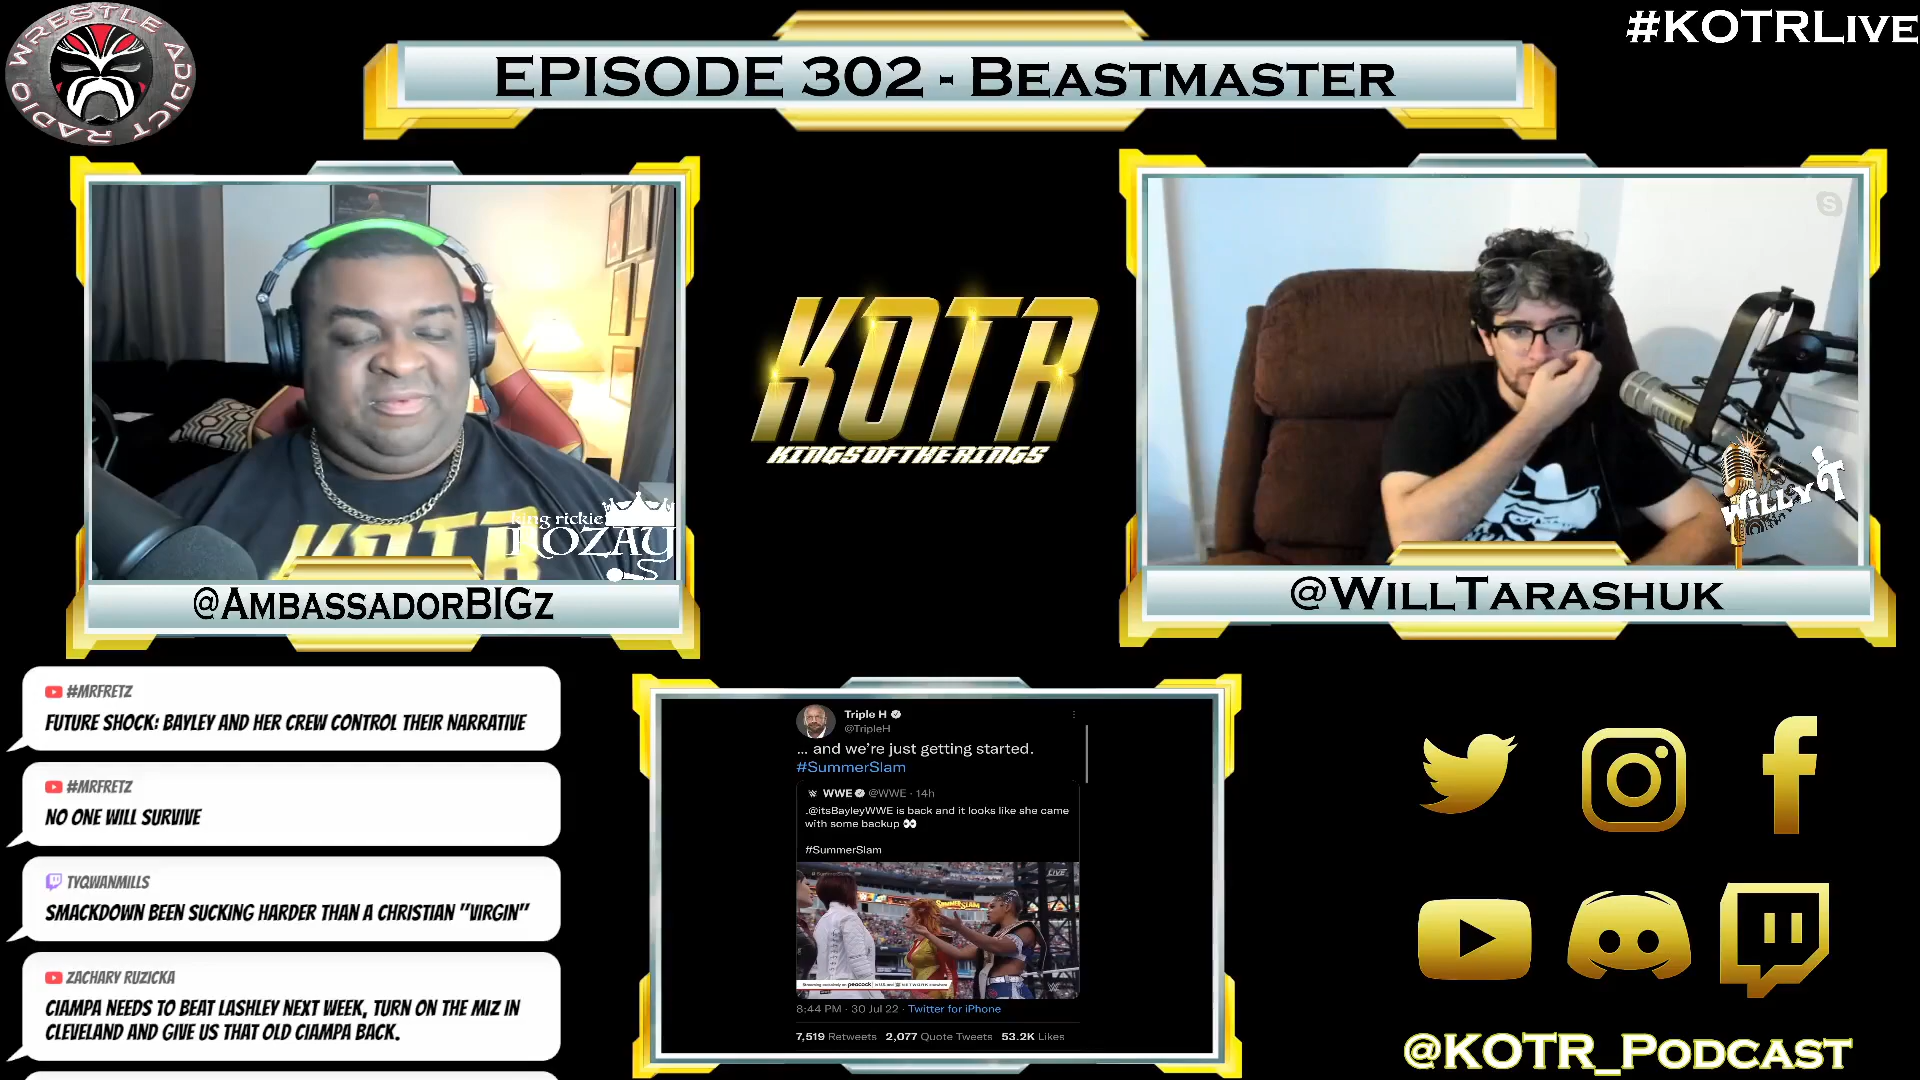 WRESTLE ADDICT RADIO
EPISODE 302 - BEASTMASTER
#KOTRLIVE
KOTR
KINGSOFTHERINGS
KOTR
king rickie
ROZAY
@AMBASSADORBIGZ
WILLY T
@WILLTARASHUK
#MRFRETZ
FUTURE SHOCK: BAYLEY AND HER CREW CONTROL THEIR NARRATIVE
#MRFRETZ
NO ONE WILL SURVIVE
TYQWANMILLS
SMACKDOWN BEEN SUCKING HARDER THAN A CHRISTIAN "VIRGIN"
ZACHARY RUZICKA
CIAMPA NEEDS TO BEAT LASHLEY NEXT WEEK, TURN ON THE MIZ IN
CLEVELAND AND GIVE US THAT OLD CIAMPA BACK.
Triple H
@TripleH
... and we're just getting started.
#SummerSlam
WWE @WWE · 14h
.@itsBayleyWWE is back and it looks like she came
with some backup 👀
#SummerSlam
LIVE
SUMMERSLAM
peacock
8:44 PM · 30 Jul 22 · Twitter for iPhone
7,519 Retweets 2,077 Quote Tweets 53.2K Likes
@KOTR_PODCAST